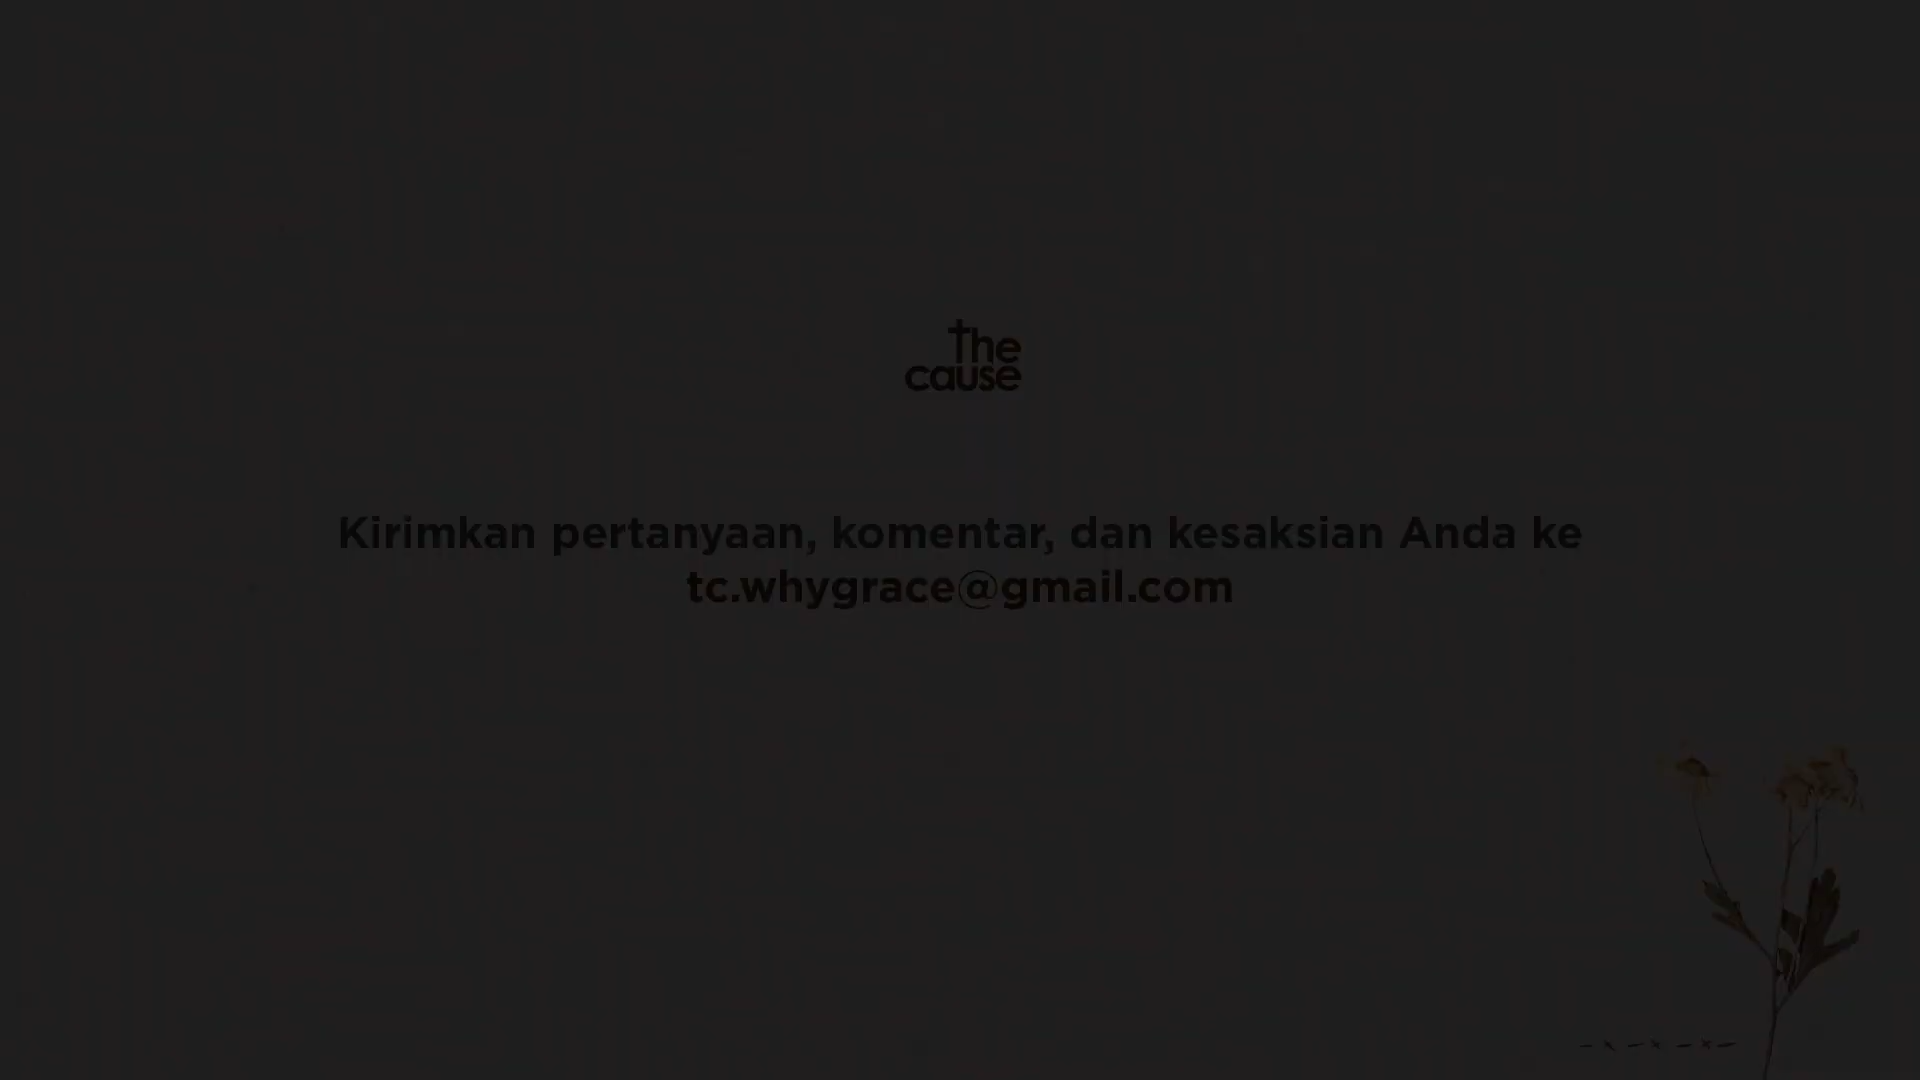 the
cause
Kirimkan pertanyaan, komentar, dan kesaksian Anda ke
tc.whygrace@gmail.com